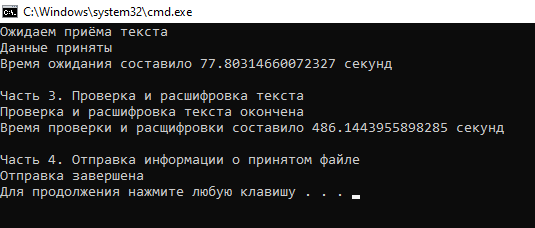 C:\Windows\system32\cmd.exe
Ожидаем приёма текста
Данные приняты
Время ожидания составило 77.80314660072327 секунд
Часть 3. Проверка и расшифровка текста
Проверка и расшифровка текста окончена
Время проверки и расщифровки составило 486.1443955898285 секунд
Часть 4. Отправка информации о принятом файле
Отправка завершена
Для продолжения нажмите любую клавишу . . .